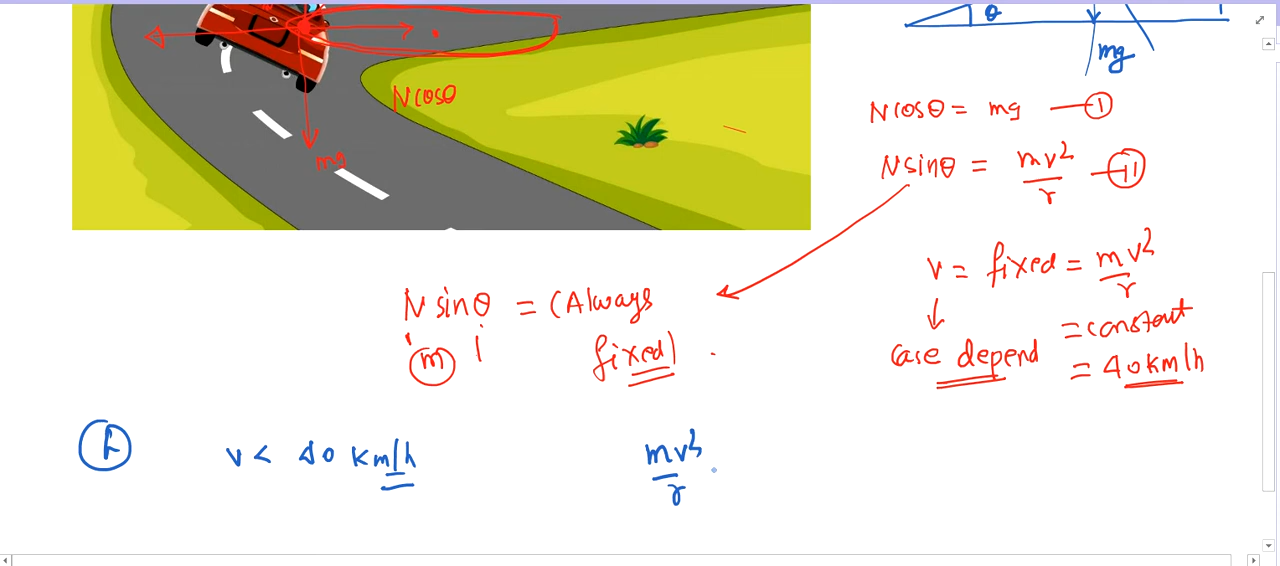 θ
mg
Ncosθ
mg
Ncosθ = mg —①
Nsinθ = mv²/r —⑪
v = fixed = mv²/r
= constant
case depend = 40km/h
Nsinθ = (Always
m fixed) .
v < 40 km/h mv²/r